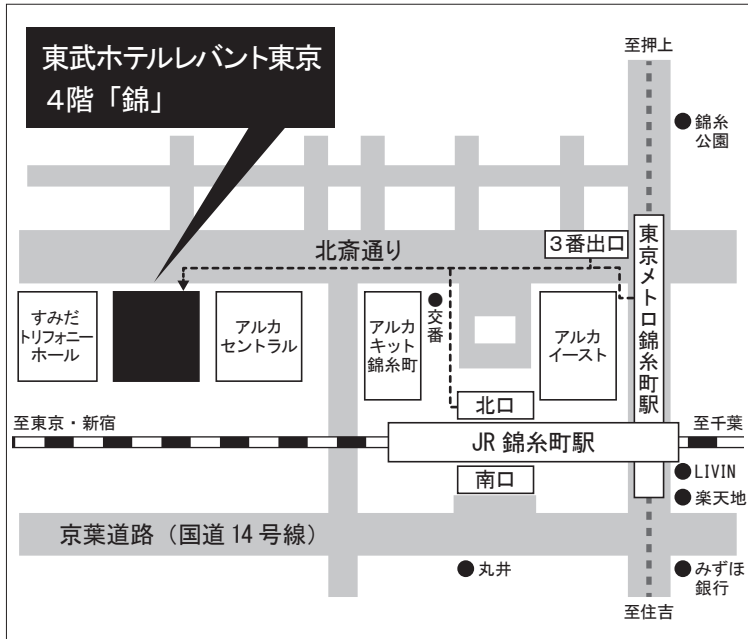 東武ホテルレバント東京
4階「錦」
至押上
錦糸
公園
3番出口
北斎通り
東京メトロ錦糸町駅
すみだ
トリフォニー
ホール
アルカ
セントラル
アルカ
キット
錦糸町
交番
アルカ
イースト
北口
至東京・新宿
至千葉
JR 錦糸町駅
南口
LIVIN
楽天地
京葉道路（国道14号線）
丸井
みずほ
銀行
至住吉